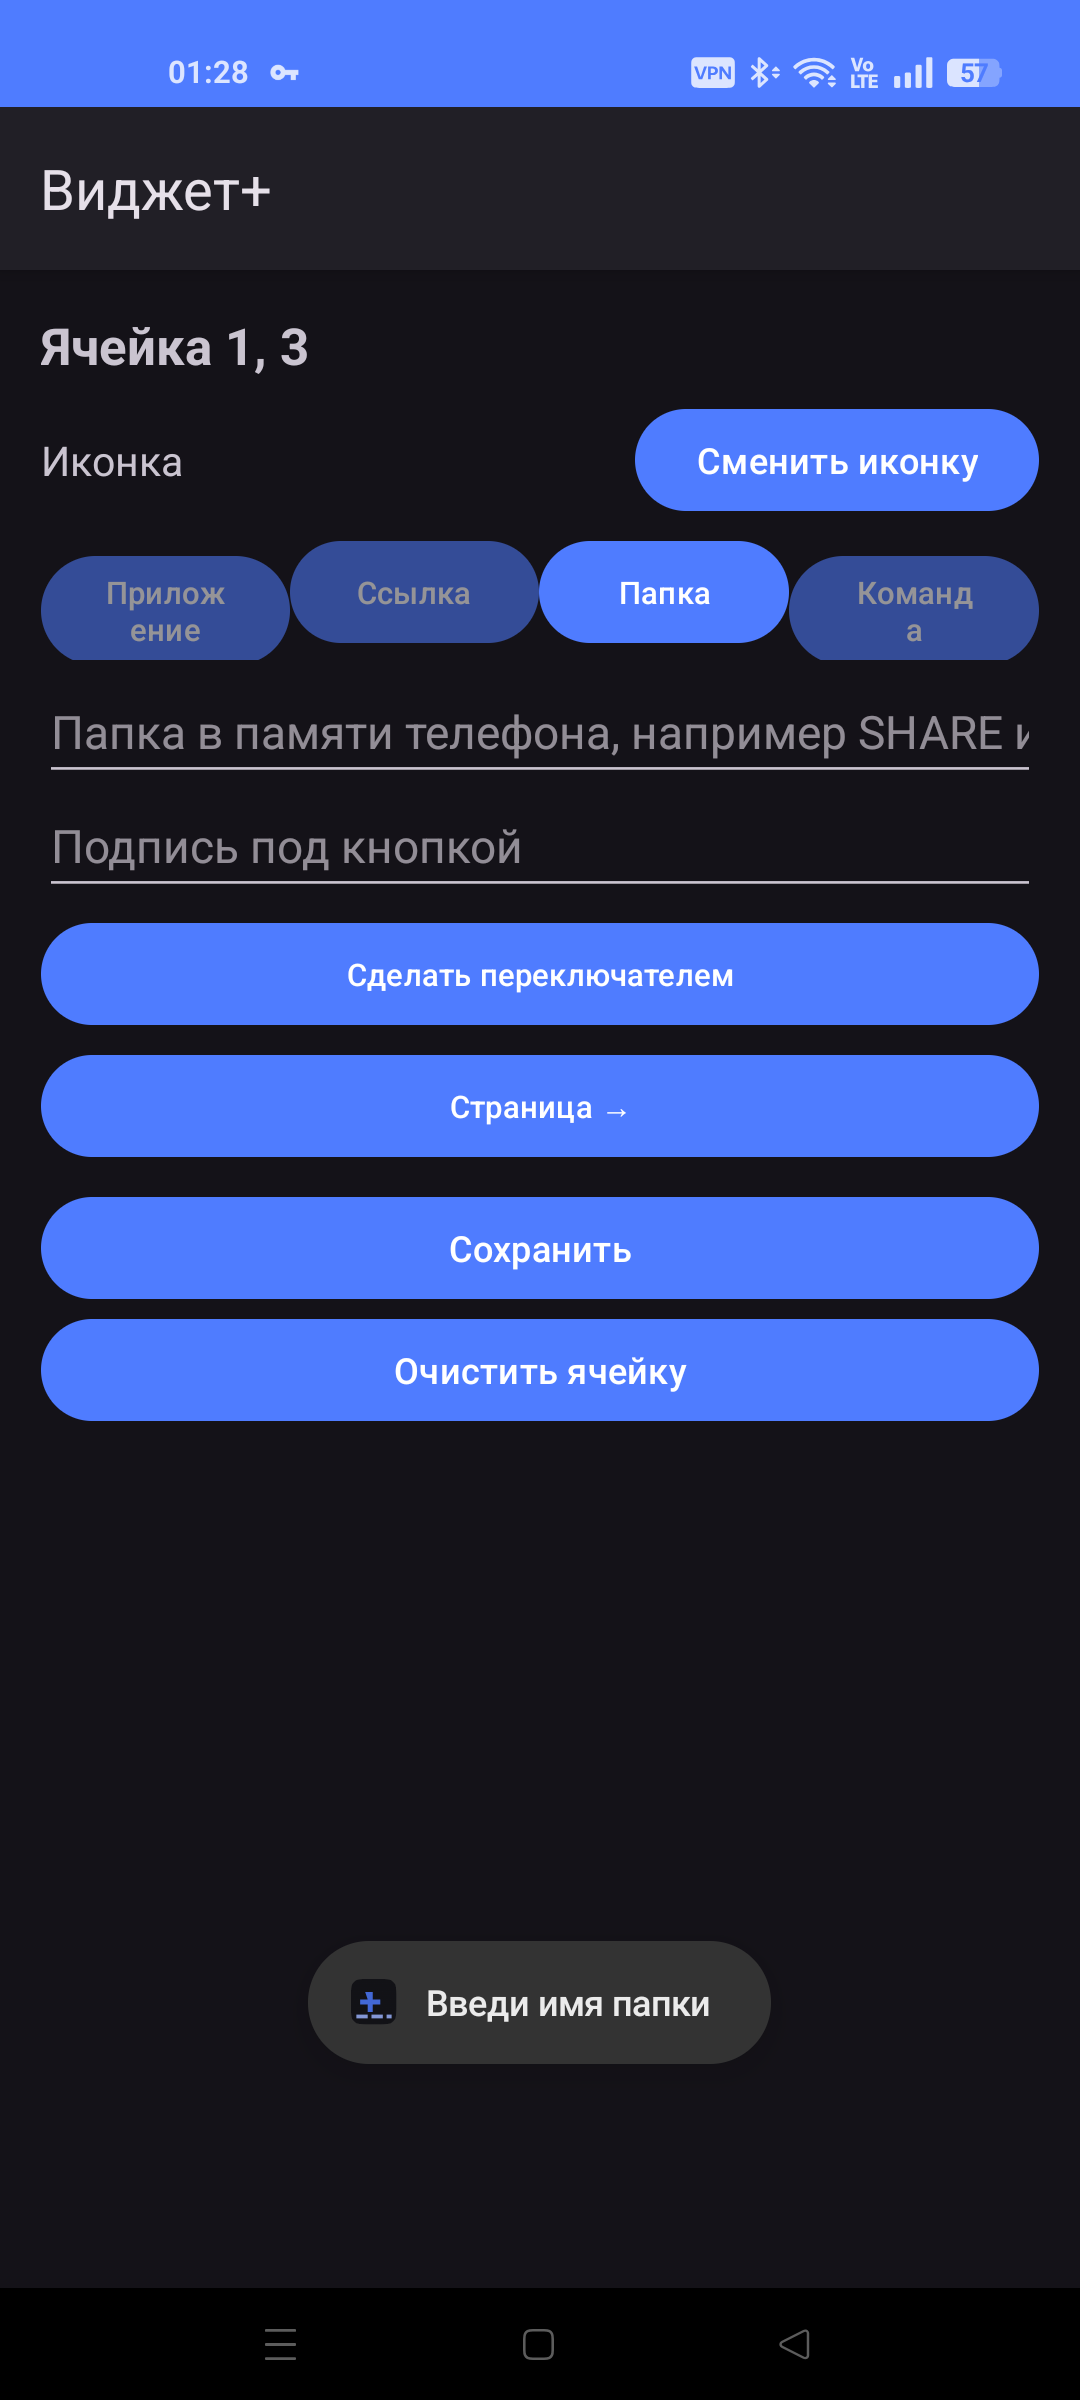 01:28
VPN
Vo
LTE
57
Виджет+
Ячейка 1, 3
Иконка
Сменить иконку
Прилож
ение
Ссылка
Папка
Команд
а
Папка в памяти телефона, например SHARE и
Подпись под кнопкой
Сделать переключателем
Страница →
Сохранить
Очистить ячейку
Введи имя папки